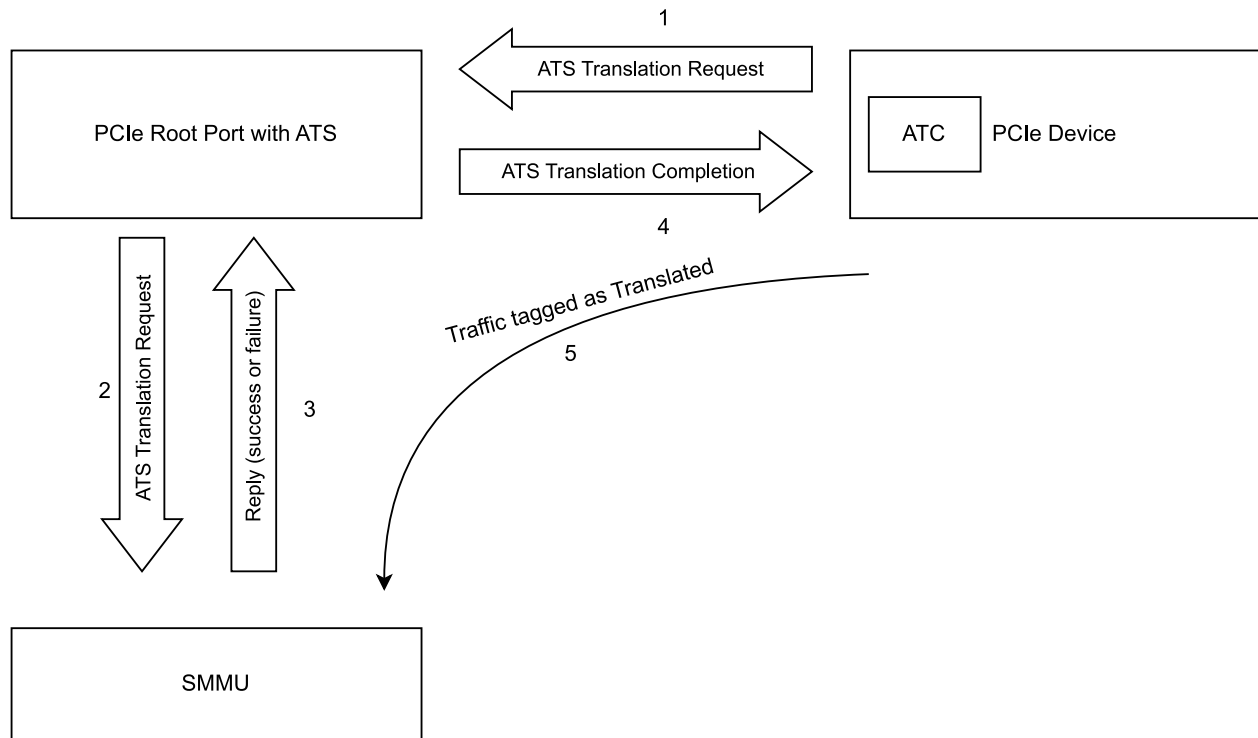 1
ATS Translation Request
PCIe Root Port with ATS
ATC
PCIe Device
ATS Translation Completion
4
Traffic tagged as Translated
5
2
ATS Translation Request
Reply (success or failure)
3
SMMU